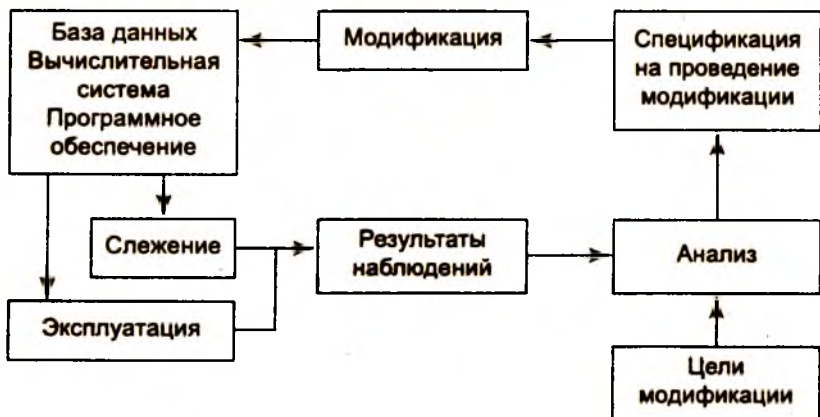 База данных
Вычислительная
система
Программное
обеспечение
Модификация
Спецификация
на проведение
модификации
Слежение
Результаты
наблюдений
Анализ
Эксплуатация
Цели
модификации